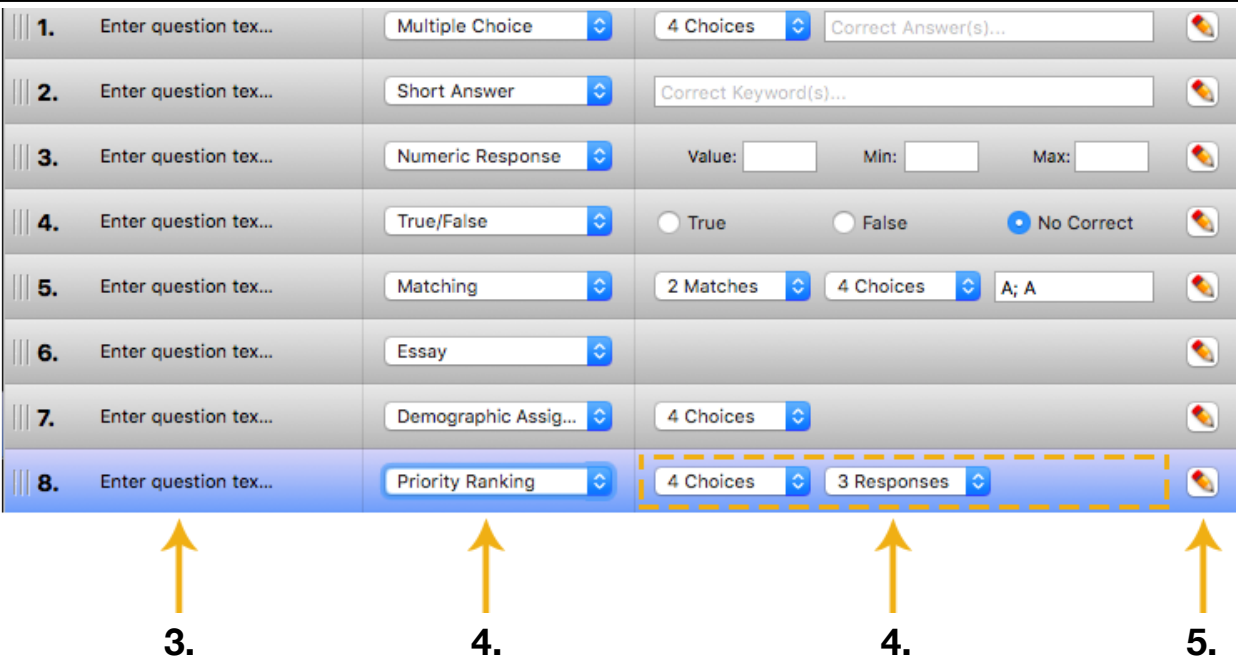 1. Enter question tex... Multiple Choice 4 Choices Correct Answer(s)...
2. Enter question tex... Short Answer Correct Keyword(s)...
3. Enter question tex... Numeric Response Value: Min: Max:
4. Enter question tex... True/False True False No Correct
5. Enter question tex... Matching 2 Matches 4 Choices A; A
6. Enter question tex... Essay
7. Enter question tex... Demographic Assig... 4 Choices
8. Enter question tex... Priority Ranking 4 Choices 3 Responses
3. 4. 4. 5.